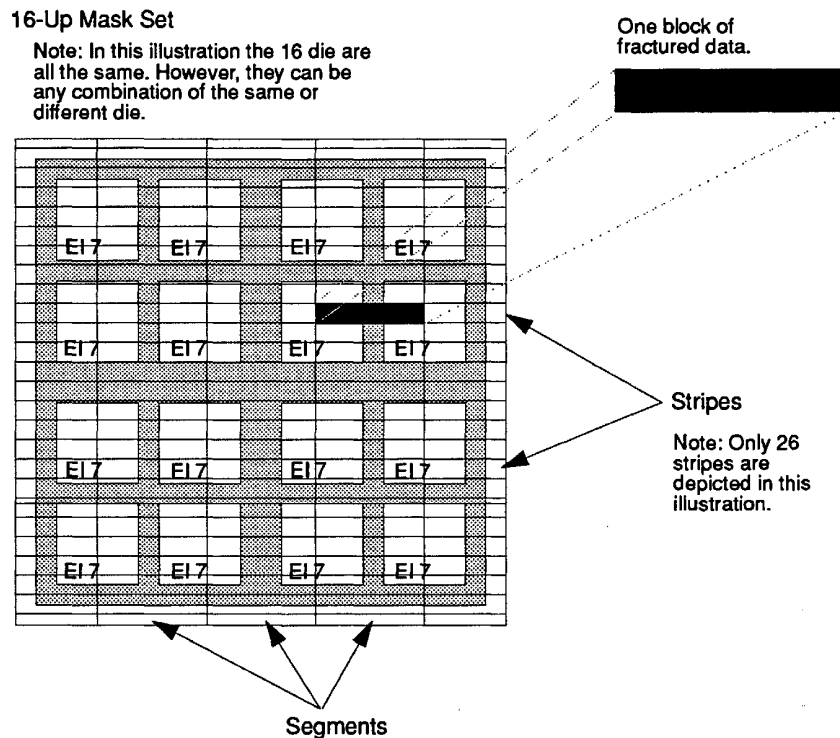 16-Up Mask Set
Note: In this illustration the 16 die are
all the same. However, they can be
any combination of the same or
different die.
One block of
fractured data.
EI 7 EI 7 EI 7 EI 7
EI 7 EI 7 EI 7 EI 7
Stripes
Note: Only 26
stripes are
depicted in this
illustration.
EI 7 EI 7 EI 7 EI 7
EI 7 EI 7 EI 7 EI 7
Segments